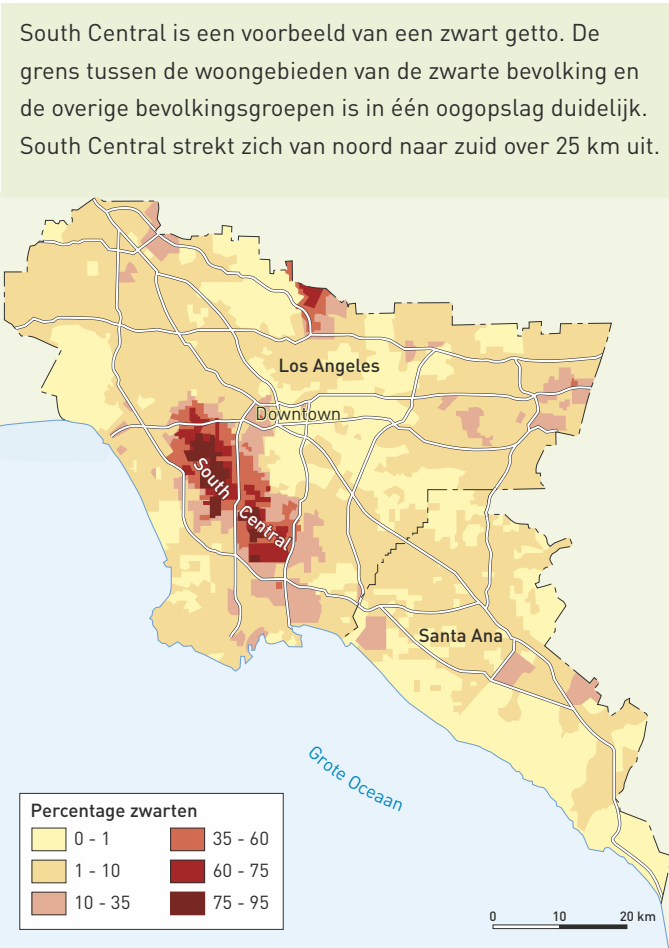 South Central is een voorbeeld van een zwart getto. De
grens tussen de woongebieden van de zwarte bevolking en
de overige bevolkingsgroepen is in één oogopslag duidelijk.
South Central strekt zich van noord naar zuid over 25 km uit.
Los Angeles
Downtown
South
Central
Santa Ana
Grote Oceaan
Percentage zwarten
0 - 1
1 - 10
10 - 35
35 - 60
60 - 75
75 - 95
0 10 20 km